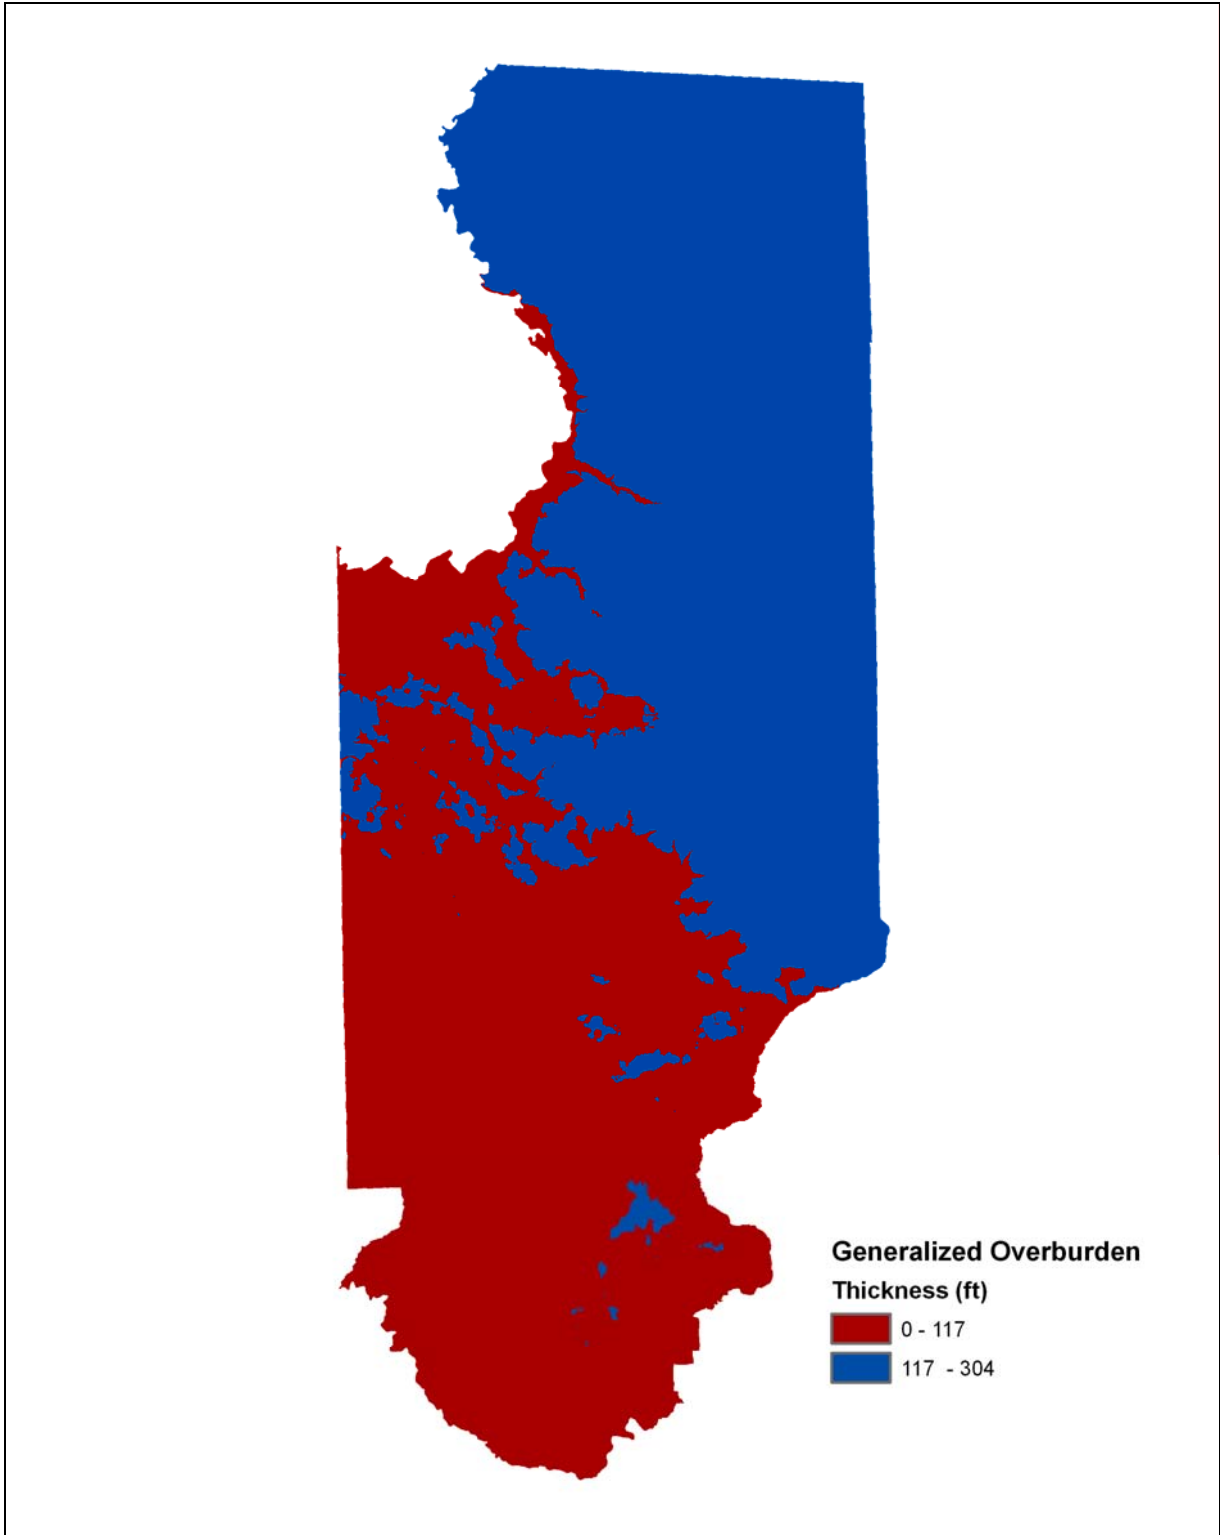 Generalized Overburden
Thickness (ft)
0 - 117
117 - 304